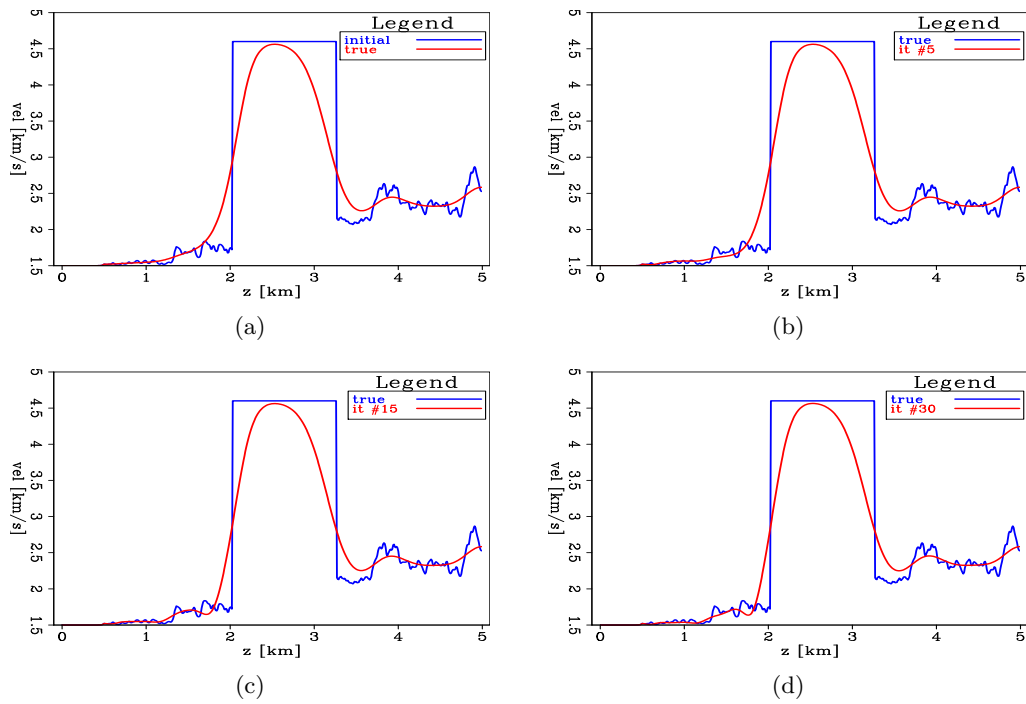 Legend
initial
true
5
4.5
4
3.5
3
2.5
2
1.5
vel [km/s]
0 1 2 3 4 5
z [km]
(a)
Legend
true
it #5
5
4.5
4
3.5
3
2.5
2
1.5
vel [km/s]
0 1 2 3 4 5
z [km]
(b)
Legend
true
it #15
5
4.5
4
3.5
3
2.5
2
1.5
vel [km/s]
0 1 2 3 4 5
z [km]
(c)
Legend
true
it #30
5
4.5
4
3.5
3
2.5
2
1.5
vel [km/s]
0 1 2 3 4 5
z [km]
(d)